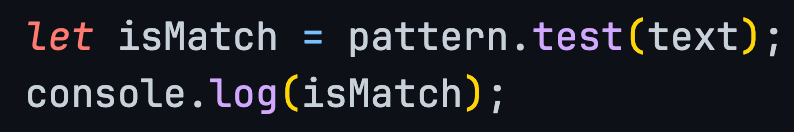 let isMatch = pattern.test(text);
console.log(isMatch);